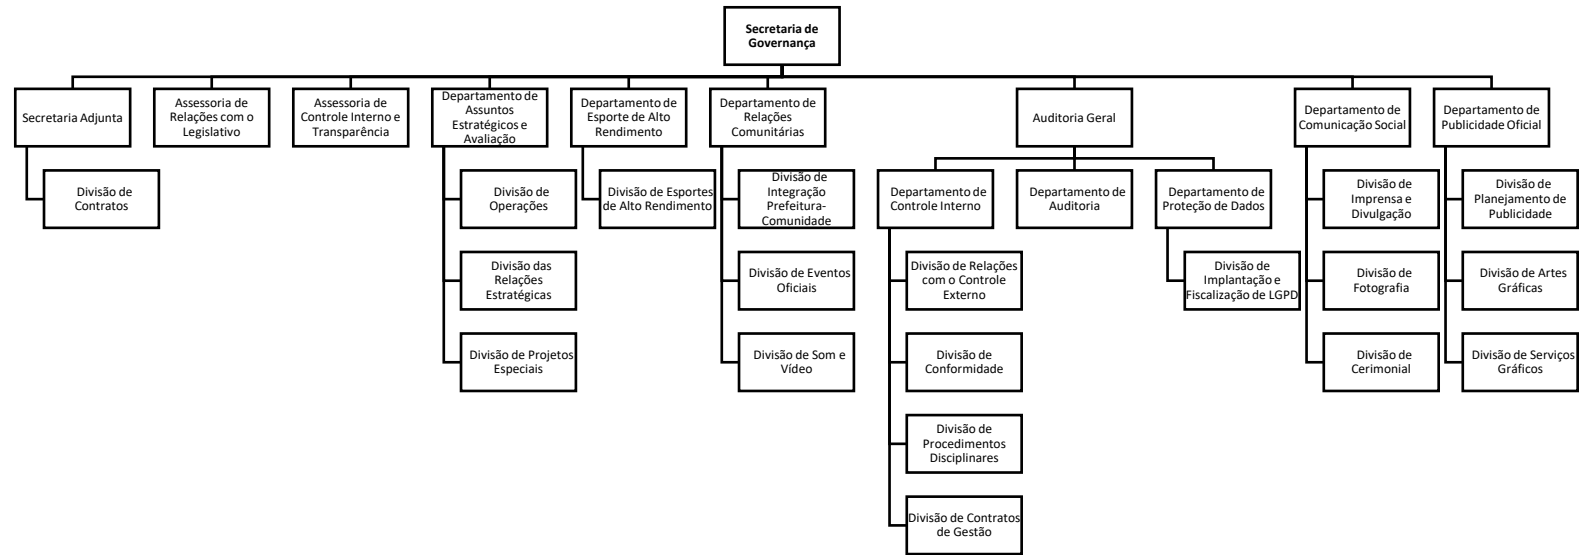 Secretaria de
Governança
Secretaria Adjunta
Assessoria de
Relações com o
Legislativo
Assessoria de
Controle Interno e
Transparência
Departamento de
Assuntos
Estratégicos e
Avaliação
Departamento de
Esporte de Alto
Rendimento
Departamento de
Relações
Comunitárias
Auditoria Geral
Departamento de
Comunicação Social
Departamento de
Publicidade Oficial
Divisão de
Contratos
Divisão de
Operações
Divisão de Esportes
de Alto Rendimento
Divisão de
Integração
Prefeitura-
Comunidade
Departamento de
Controle Interno
Departamento de
Auditoria
Departamento de
Proteção de Dados
Divisão de
Imprensa e
Divulgação
Divisão de
Planejamento de
Publicidade
Divisão das
Relações
Estratégicas
Divisão de Eventos
Oficiais
Divisão de Relações
com o Controle
Externo
Divisão de
Implantação e
Fiscalização de LGPD
Divisão de
Fotografia
Divisão de Artes
Gráficas
Divisão de Projetos
Especiais
Divisão de Som e
Vídeo
Divisão de
Conformidade
Divisão de
Cerimonial
Divisão de Serviços
Gráficos
Divisão de
Procedimentos
Disciplinares
Divisão de Contratos
de Gestão